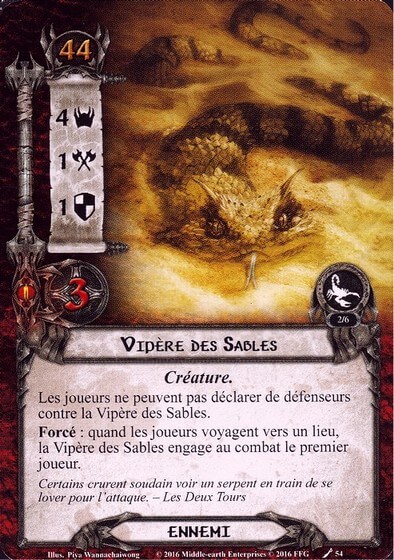 44
4
1
1
3
2/6
Vipère des Sables
Créature.
Les joueurs ne peuvent pas déclarer de défenseurs
contre la Vipère des Sables.
Forcé : quand les joueurs voyagent vers un lieu,
la Vipère des Sables engage au combat le premier
joueur.
Certains crurent soudain voir un serpent en train de se
lover pour l'attaque. – Les Deux Tours
ENNEMI
Illus. Piya Wannachaiwong © 2016 Middle-earth Enterprises © 2016 FFG 54